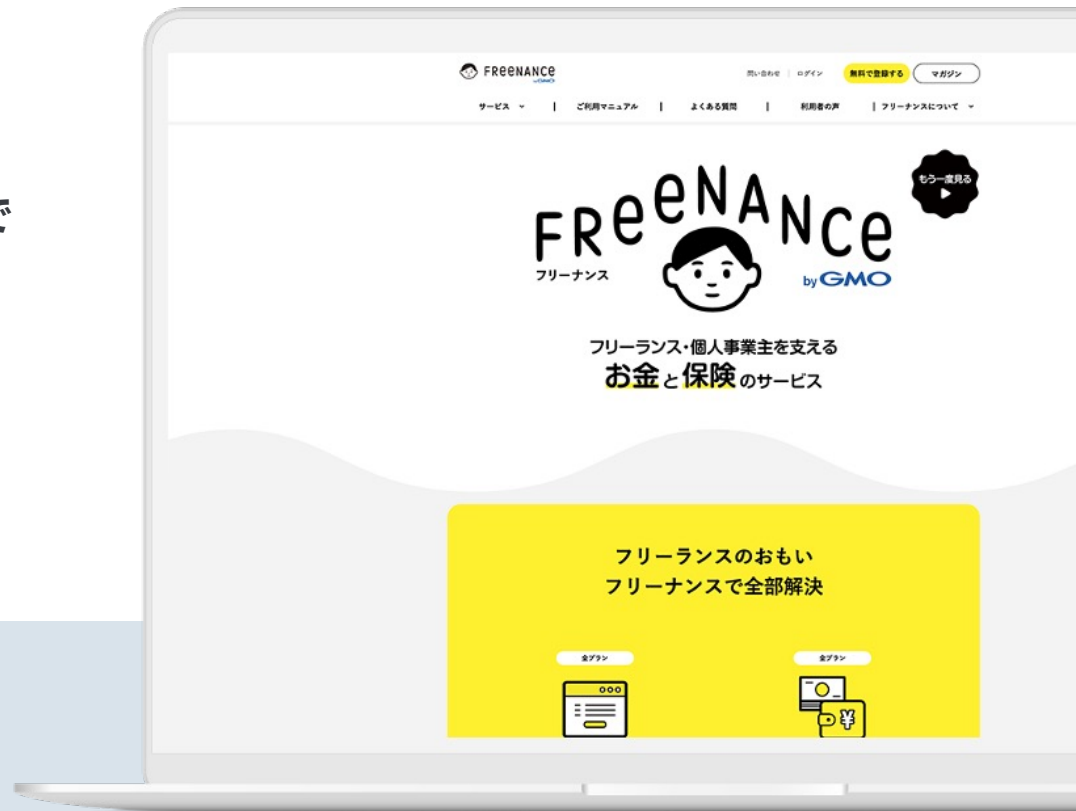 で
FReeNANCe
by GMO
問い合わせ | ログイン
無料で登録する
マガジン
サービス | ご利用マニュアル | よくある質問 | 利用者の声 | フリーナンスについて
もう一度見る
FReeNANCe
フリーナンス
by GMO
フリーランス・個人事業主を支える
お金と保険のサービス
フリーランスのおもい
フリーナンスで全部解決
全プラン
全プラン
¥